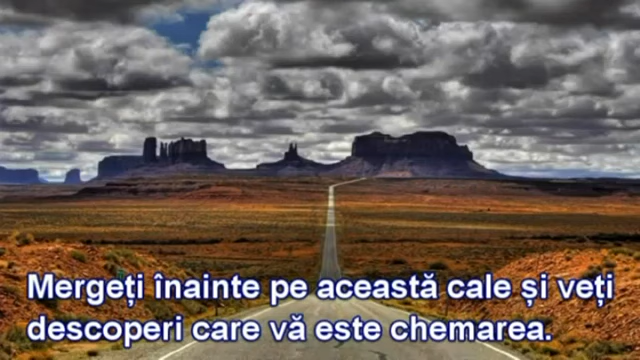 Mergeți înainte pe această cale și veți
descoperi care vă este chemarea.